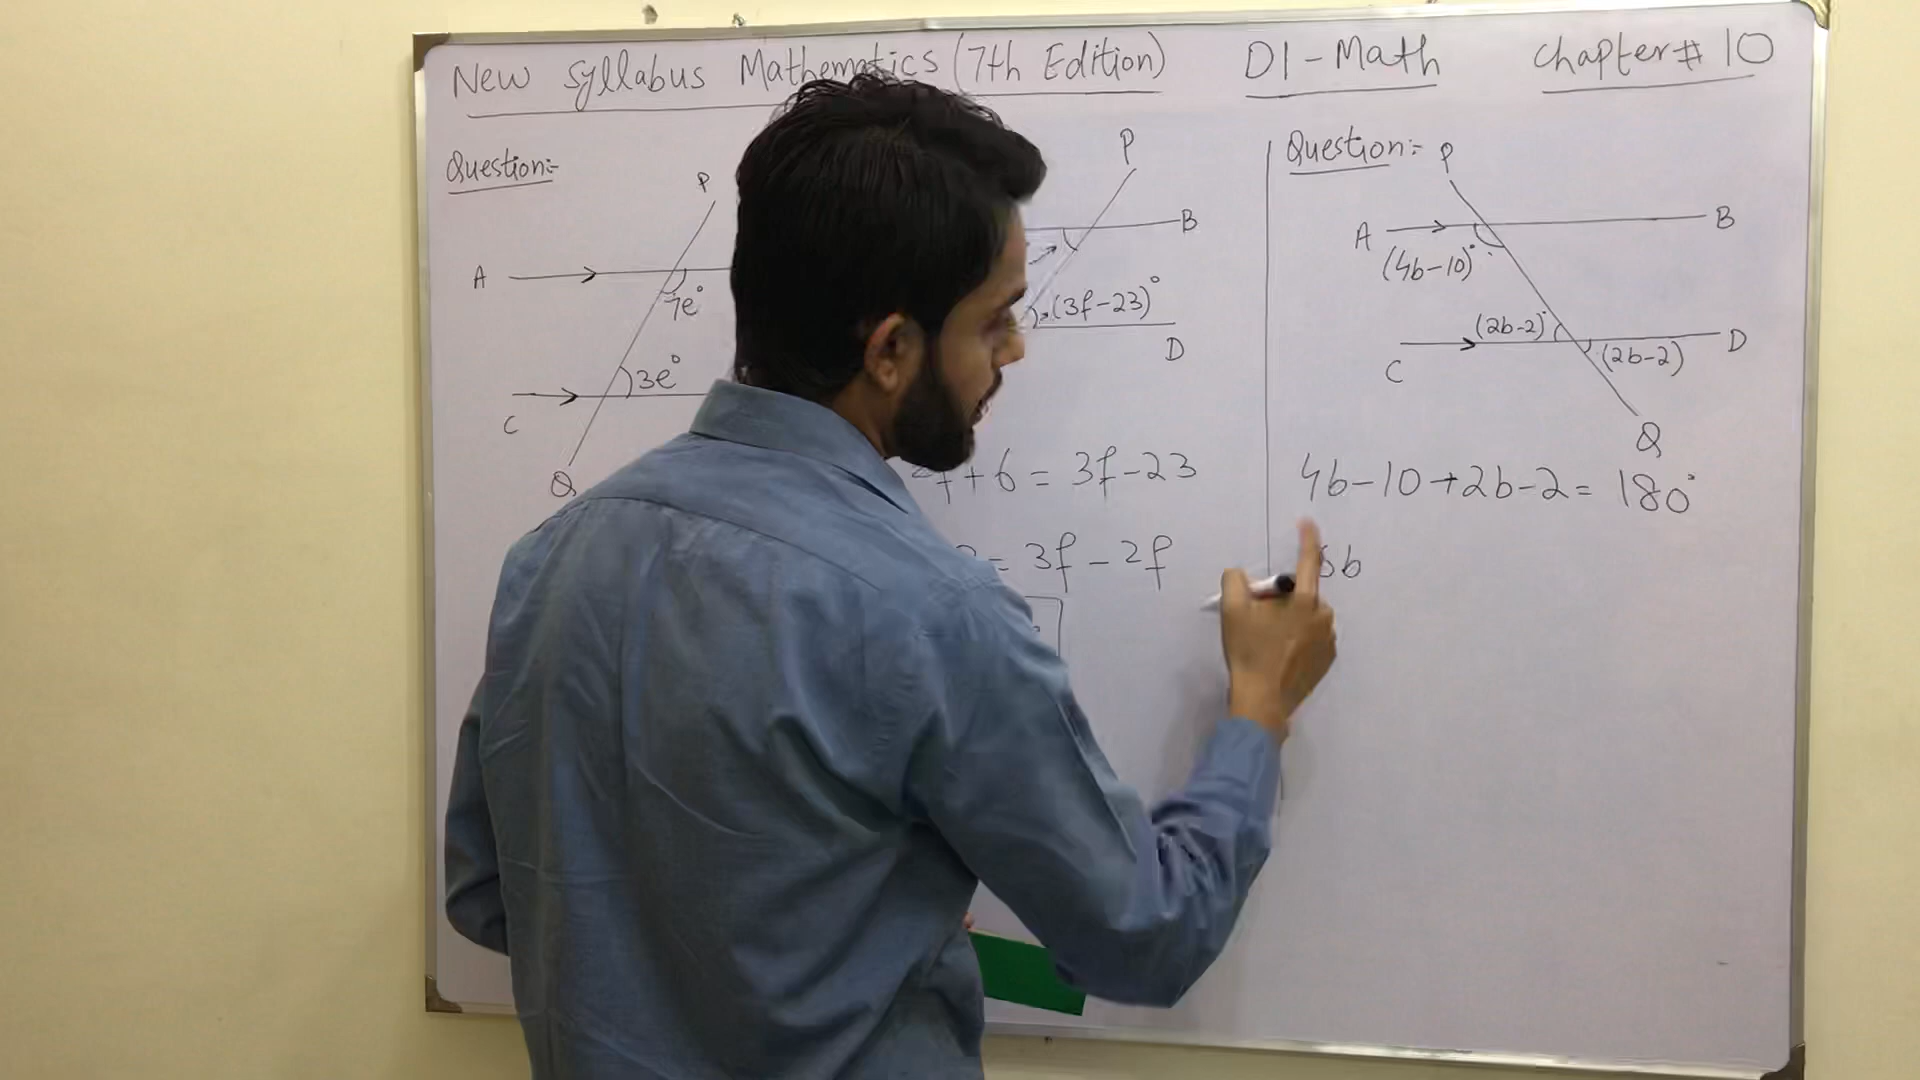 New Syllabus Mathematics (7th Edition) D1-Math Chapter# 10
Question:-
P
A
7e°
3e°
C
Q
P
B
(3f-23)°
D
+6 = 3f-23
= 3f-2f
Question:-
P
A
B
(4b-10)°
(2b-2)°
C
D
(2b-2)
Q
4b-10+2b-2= 180°
6b